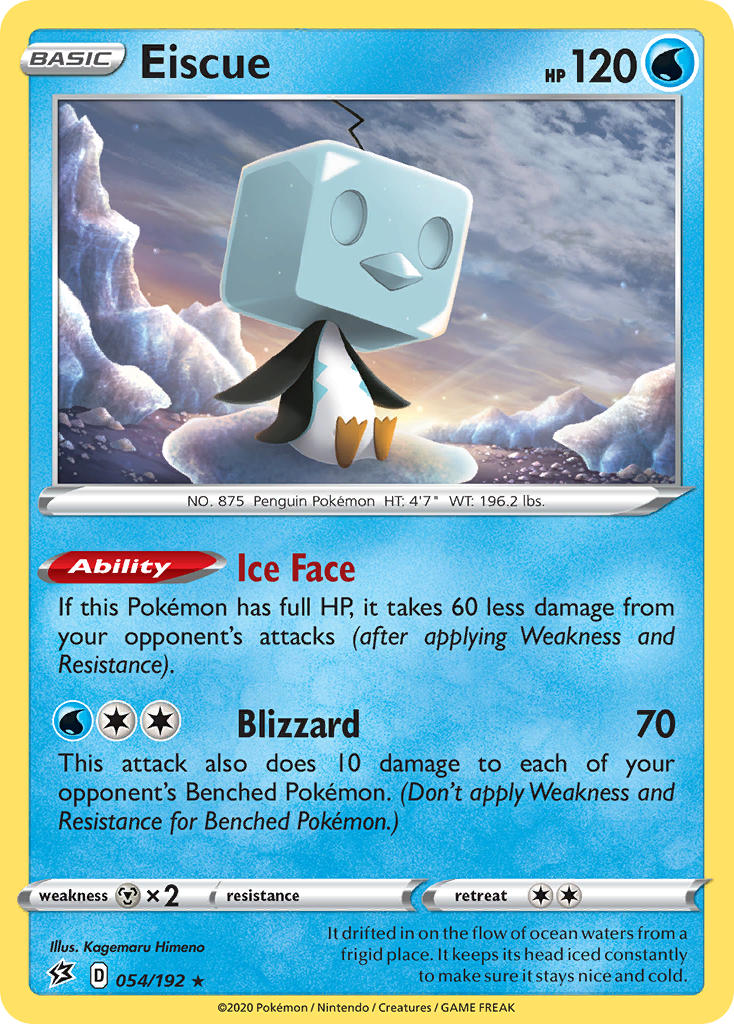 BASIC Eiscue HP 120
NO. 875 Penguin Pokémon HT: 4'7" WT: 196.2 lbs.
Ability Ice Face
If this Pokémon has full HP, it takes 60 less damage from
your opponent's attacks (after applying Weakness and
Resistance).
Blizzard 70
This attack also does 10 damage to each of your
opponent's Benched Pokémon. (Don't apply Weakness and
Resistance for Benched Pokémon.)
weakness ×2 resistance retreat
It drifted in on the flow of ocean waters from a
frigid place. It keeps its head iced constantly
to make sure it stays nice and cold.
Illus. Kagemaru Himeno
D 054/192 ★
©2020 Pokémon / Nintendo / Creatures / GAME FREAK